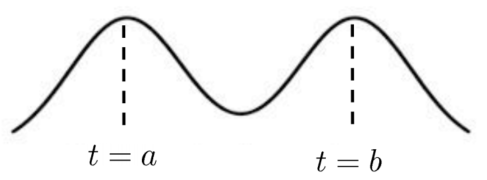 t = a
t = b